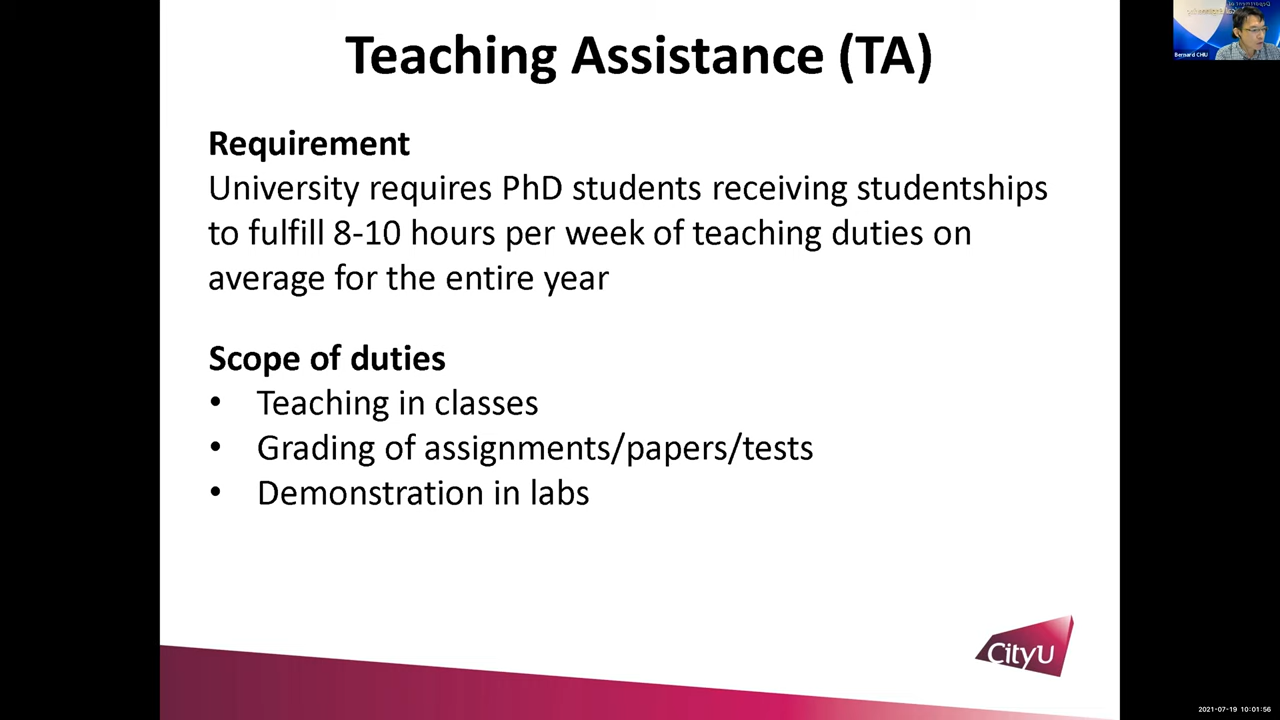 Teaching Assistance (TA)
Bernard CHIU
Requirement
University requires PhD students receiving studentships
to fulfill 8-10 hours per week of teaching duties on
average for the entire year
Scope of duties
• Teaching in classes
• Grading of assignments/papers/tests
• Demonstration in labs
CityU
2021-07-19 10:01:56